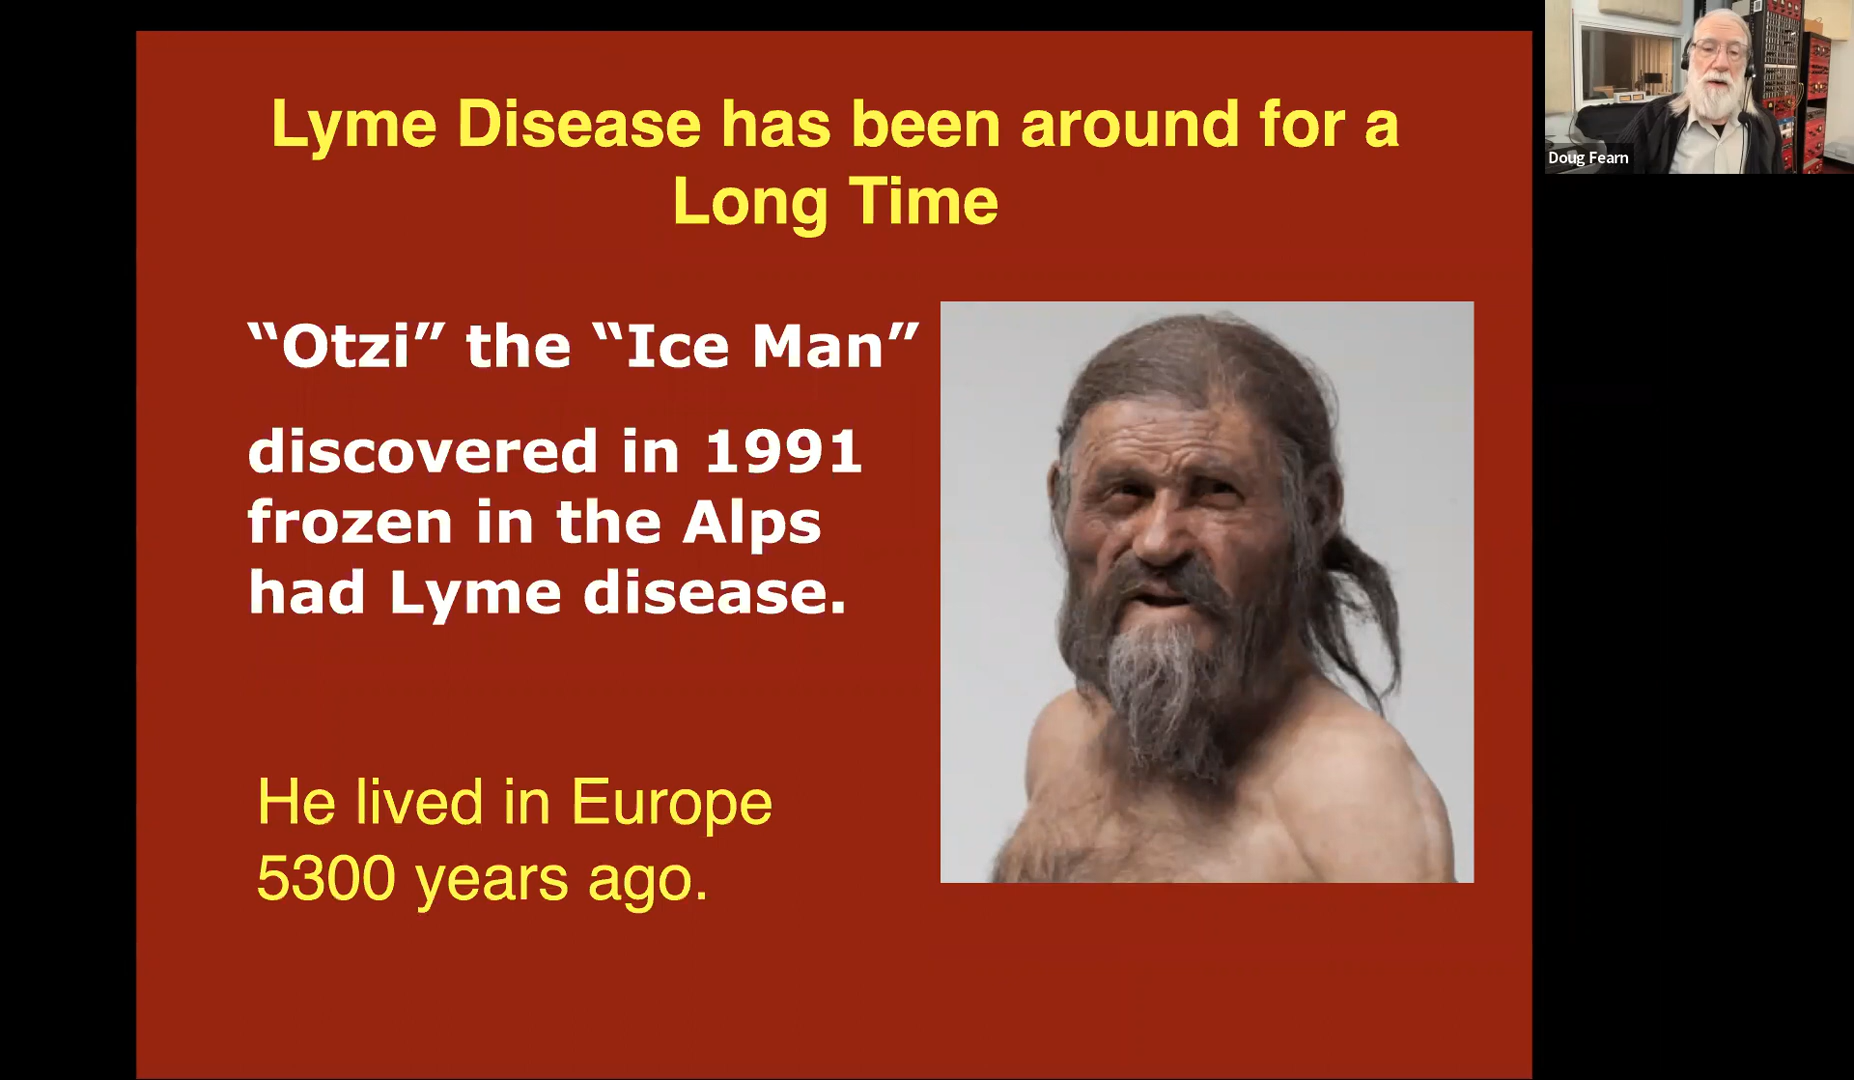 Lyme Disease has been around for a
Long Time
“Otzi” the “Ice Man”
discovered in 1991
frozen in the Alps
had Lyme disease.
He lived in Europe
5300 years ago.
Doug Fearn